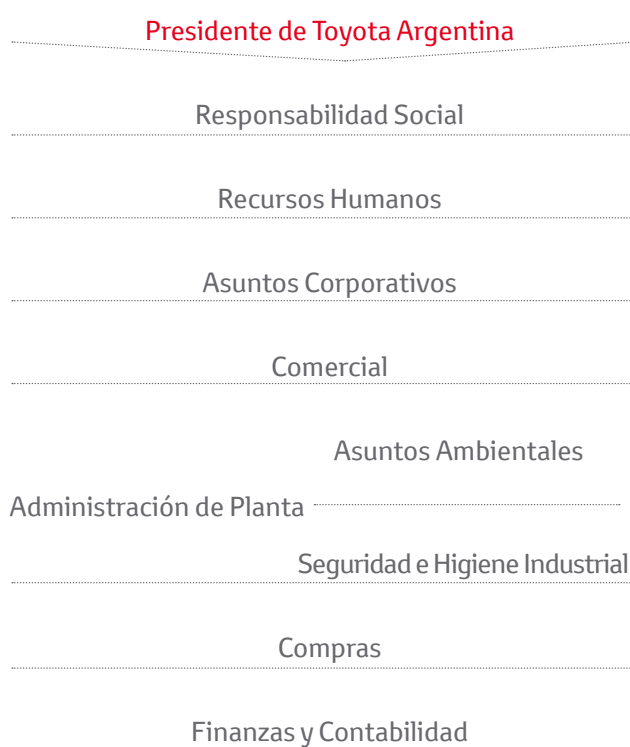 Presidente de Toyota Argentina
Responsabilidad Social
Recursos Humanos
Asuntos Corporativos
Comercial
Asuntos Ambientales
Administración de Planta
Seguridad e Higiene Industrial
Compras
Finanzas y Contabilidad